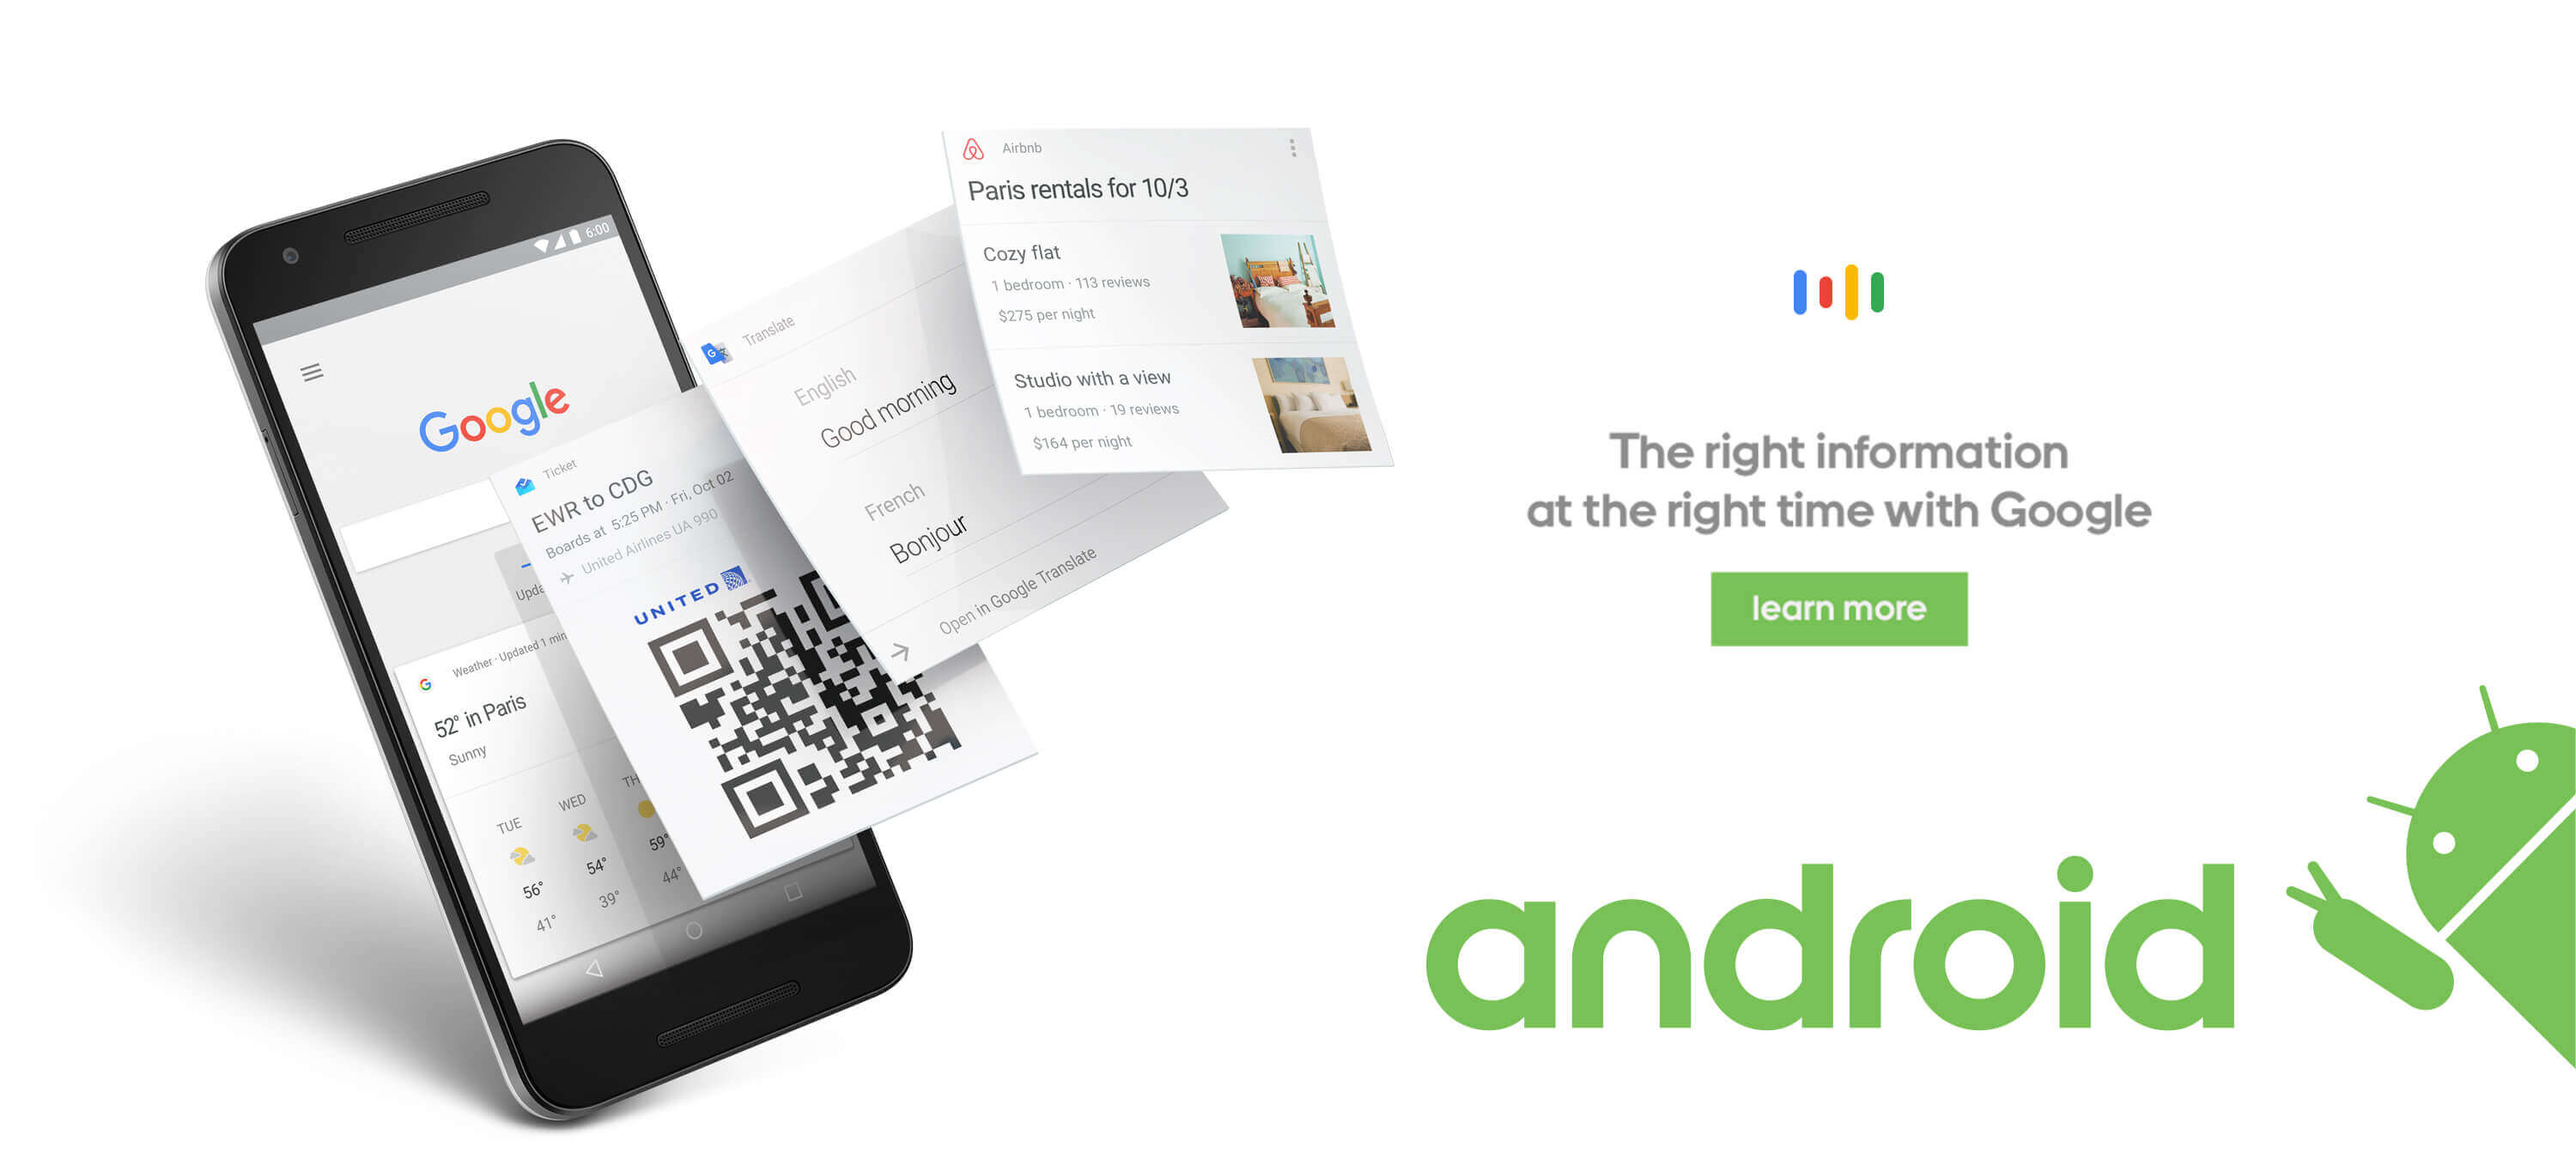 6:00
Google
Upda
Weather · Updated 1 min
52° in Paris
Sunny
TUE
WED
TH
56°
54°
59°
41°
39°
44°
Ticket
EWR to CDG
Boards at 5:25 PM · Fri, Oct 02
United Airlines UA 990
UNITED
Translate
English
Good morning
French
Bonjour
Open in Google Translate
Airbnb
Paris rentals for 10/3
Cozy flat
1 bedroom · 113 reviews
$275 per night
Studio with a view
1 bedroom · 19 reviews
$164 per night
The right information
at the right time with Google
learn more
android